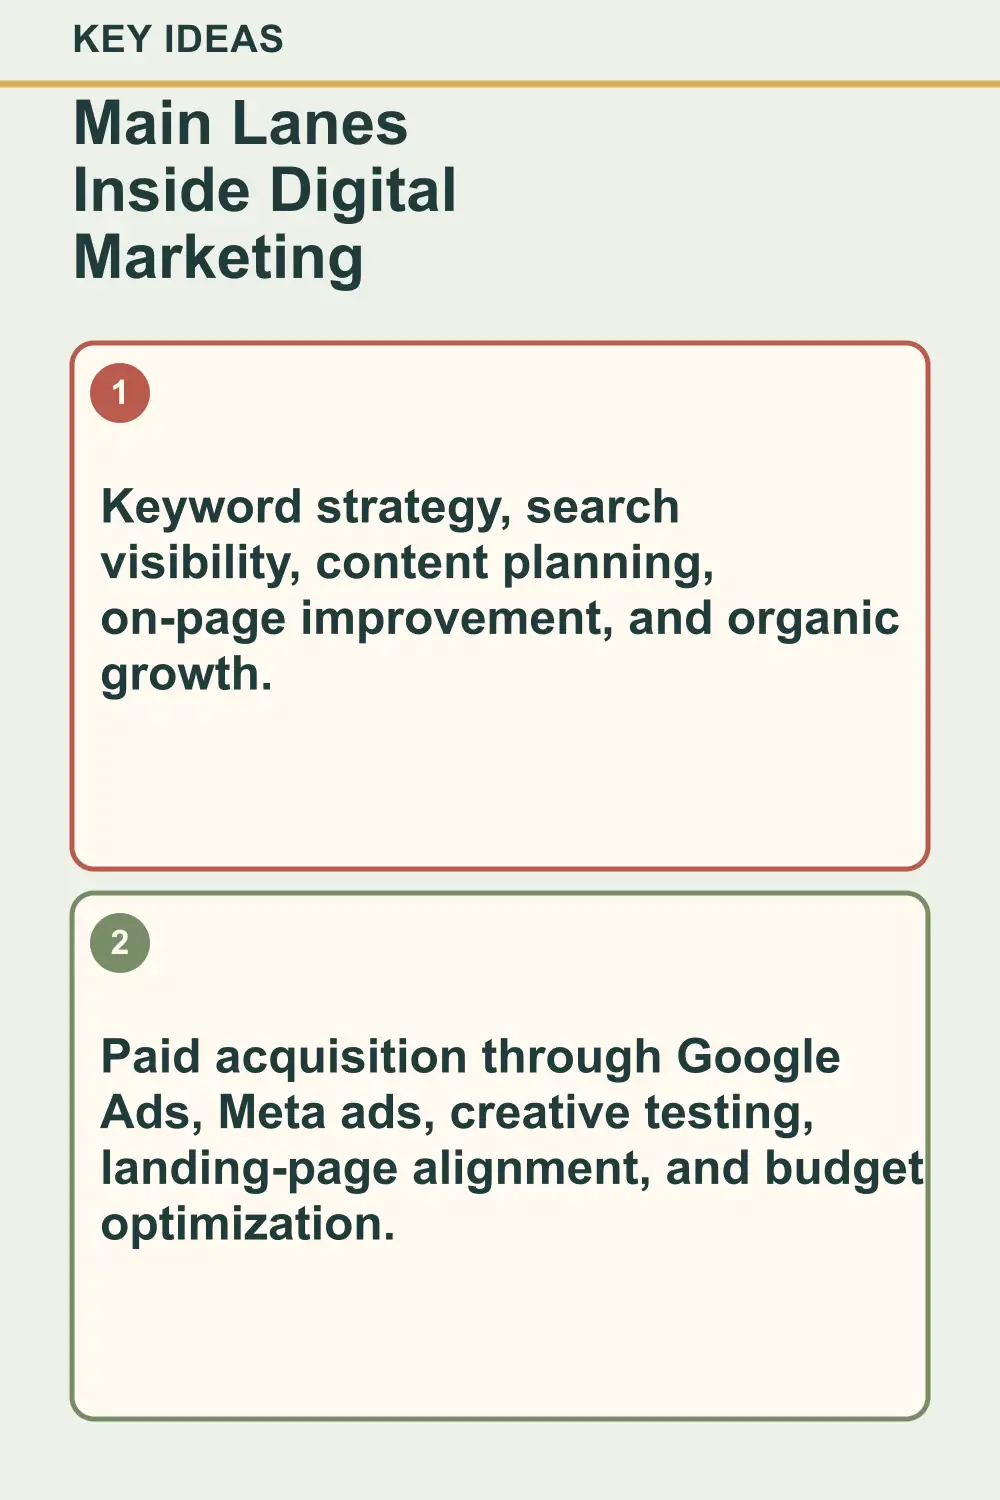 KEY IDEAS
Main Lanes
Inside Digital
Marketing
1
Keyword strategy, search
visibility, content planning,
on-page improvement, and organic
growth.
2
Paid acquisition through Google
Ads, Meta ads, creative testing,
landing-page alignment, and budget
optimization.